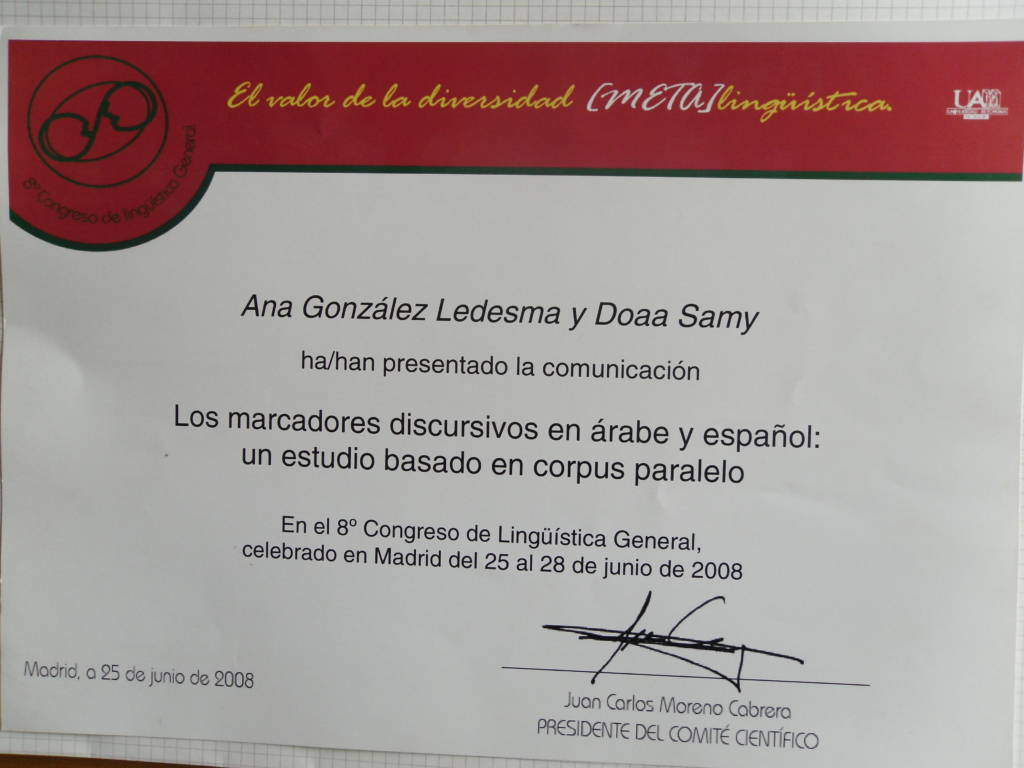 El valor de la diversidad [META]lingüística.
UAM
8º Congreso de lingüística General
Ana González Ledesma y Doaa Samy
ha/han presentado la comunicación
Los marcadores discursivos en árabe y español:
un estudio basado en corpus paralelo
En el 8º Congreso de Lingüística General,
celebrado en Madrid del 25 al 28 de junio de 2008
Madrid, a 25 de junio de 2008
Juan Carlos Moreno Cabrera
PRESIDENTE DEL COMITÉ CIENTÍFICO